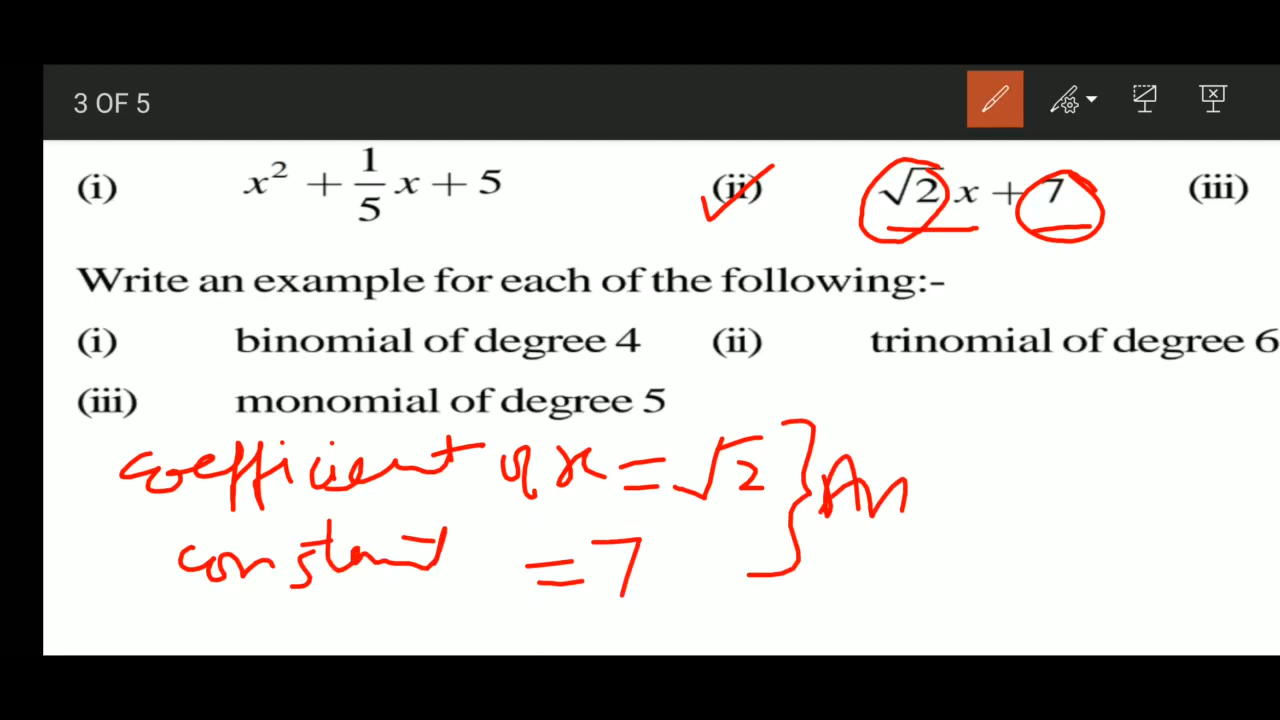 3 OF 5
(i) x² + 1/5 x + 5 (ii) √2 x + 7 (iii)
Write an example for each of the following:-
(i) binomial of degree 4 (ii) trinomial of degree 6
(iii) monomial of degree 5
coefficient of x = √2 } An
constant = 7